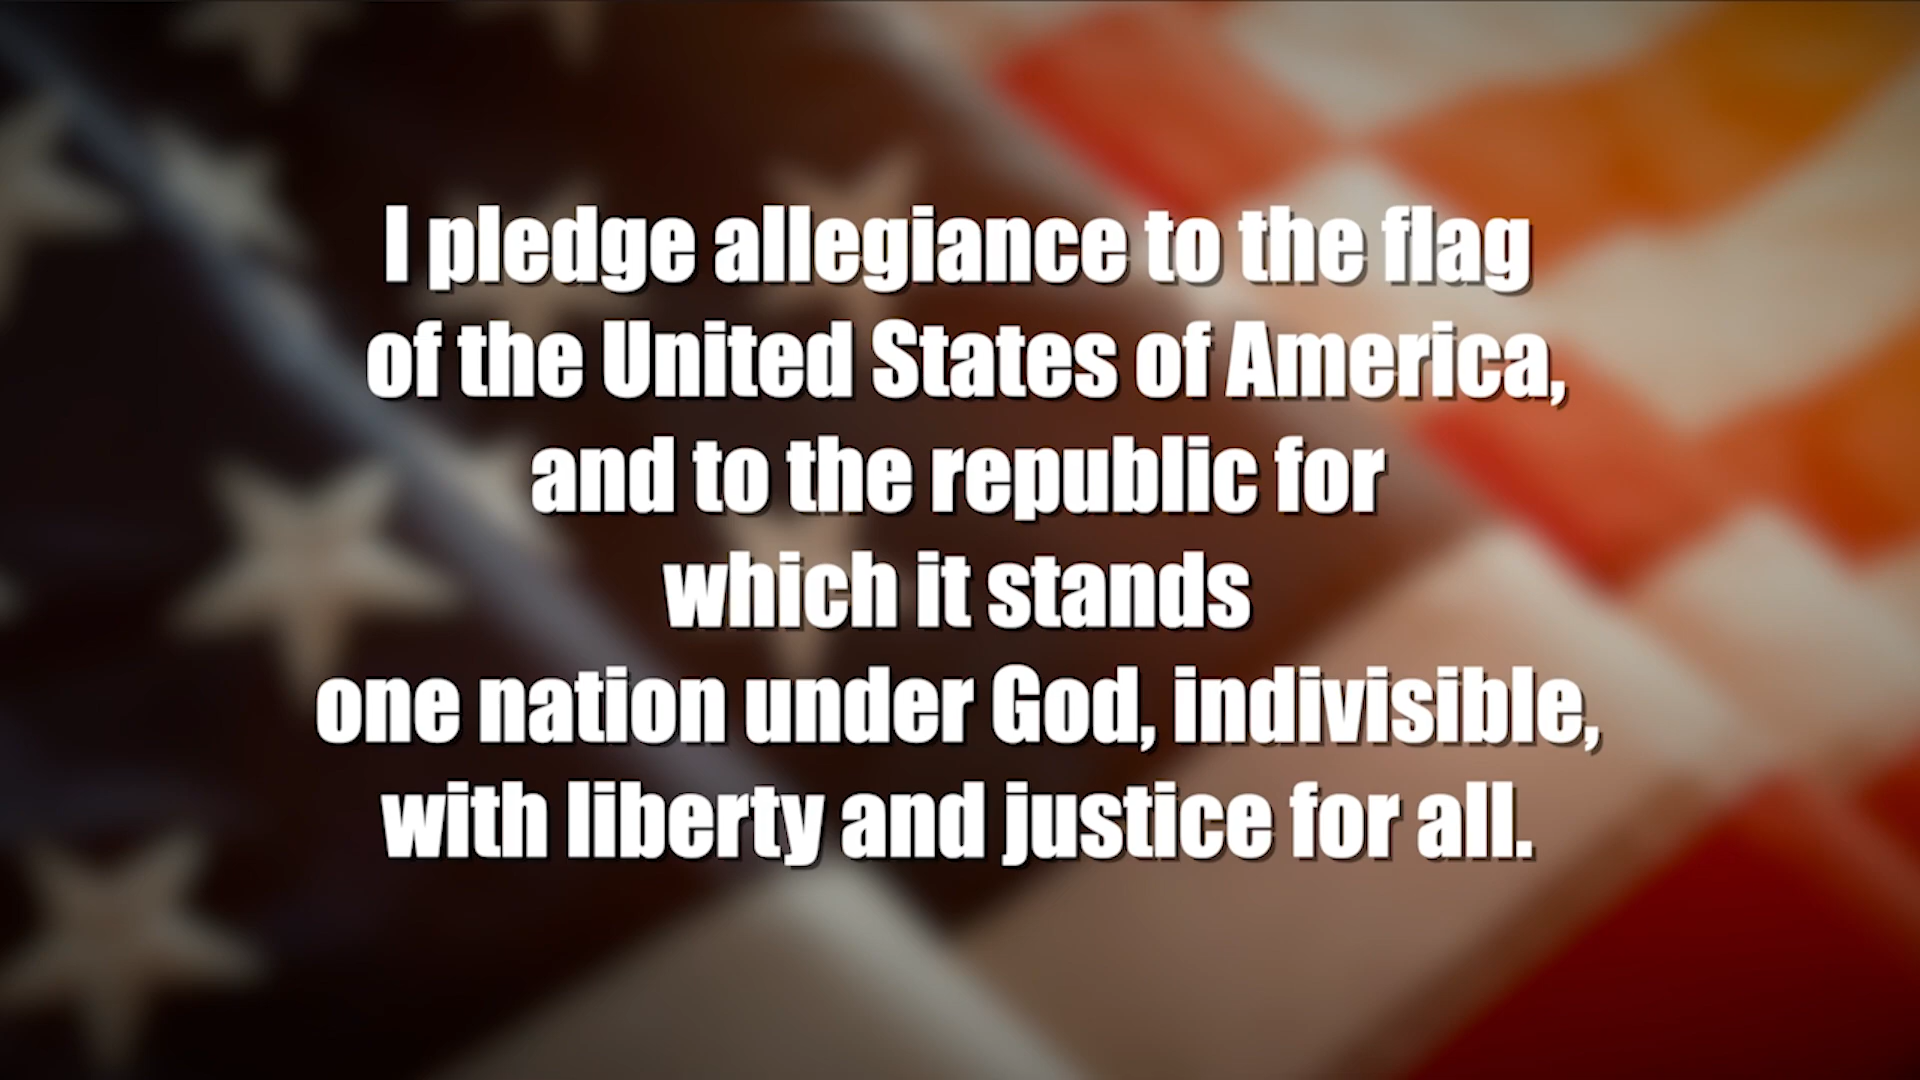 I pledge allegiance to the flag
of the United States of America,
and to the republic for
which it stands
one nation under God, indivisible,
with liberty and justice for all.